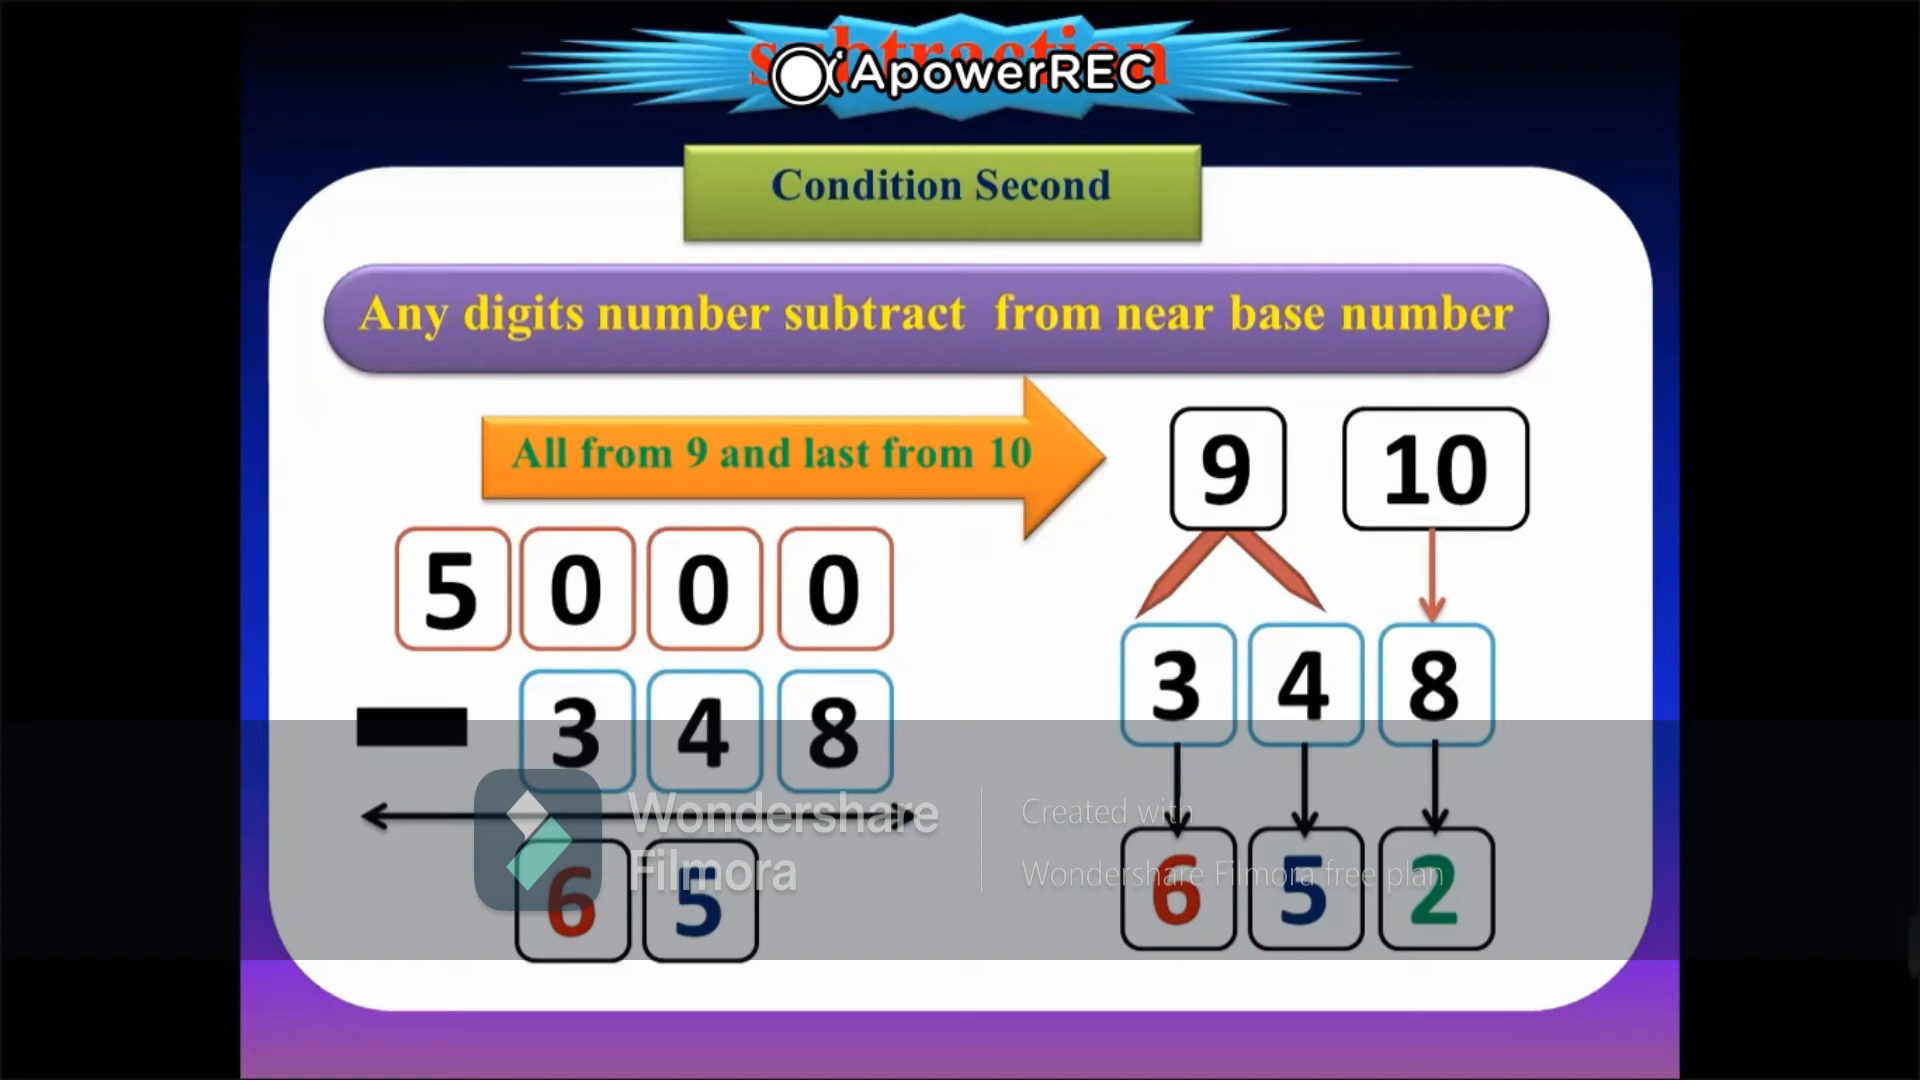 subtraction
ApowerREC
Condition Second
Any digits number subtract from near base number
All from 9 and last from 10
9 10
5 0 0 0
3 4 8
3 4 8
Wondershare
Filmora
Created with
Wondershare Filmora free plan
6 5
6 5 2